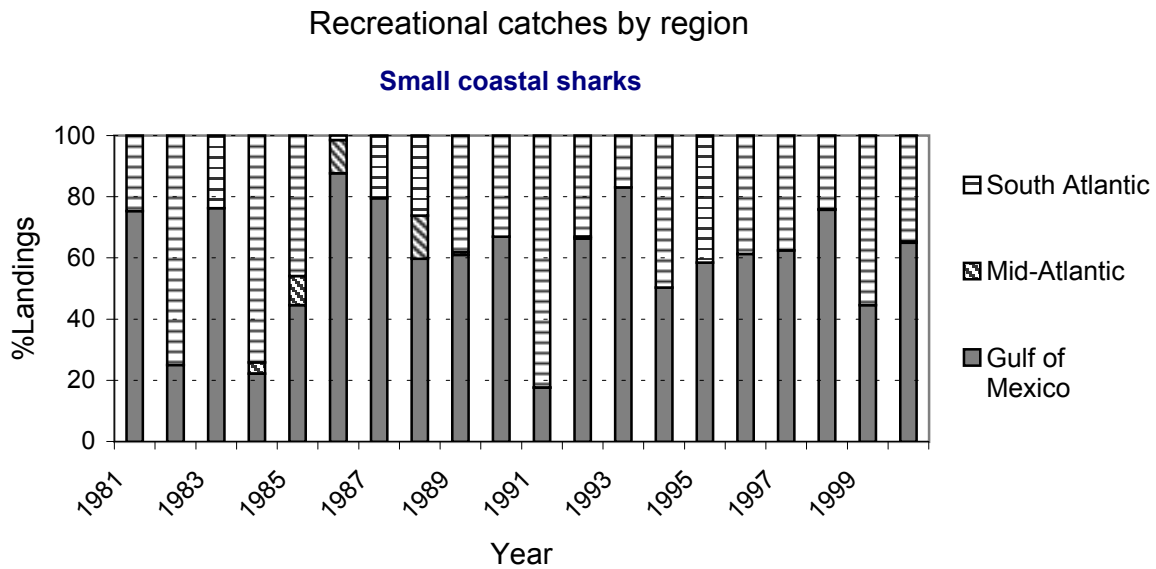 Recreational catches by region
Small coastal sharks
100
80
60
40
20
0
%Landings
1981
1983
1985
1987
1989
1991
1993
1995
1997
1999
Year
South Atlantic
Mid-Atlantic
Gulf of
Mexico